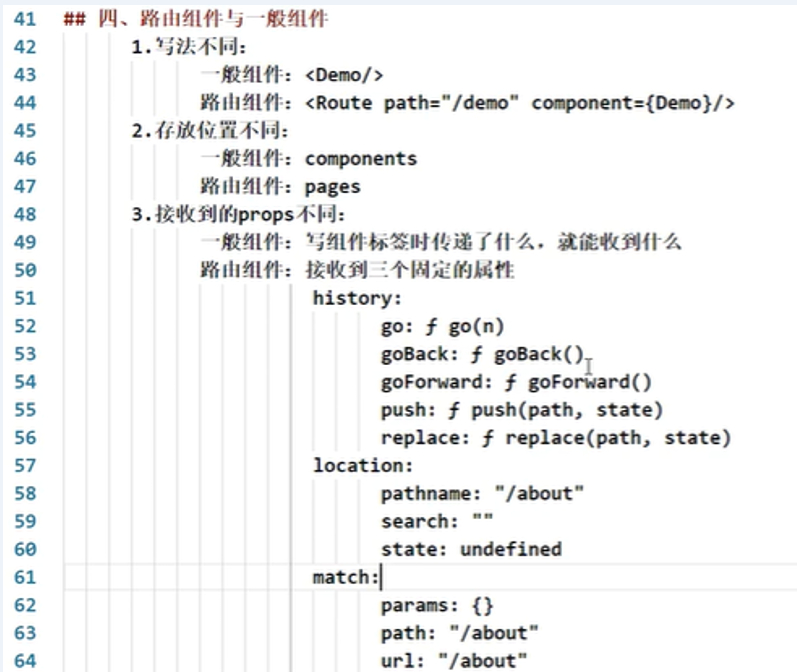 41 ## 四、路由组件与一般组件
42 1.写法不同：
43 一般组件：<Demo/>
44 路由组件：<Route path="/demo" component={Demo}/>
45 2.存放位置不同：
46 一般组件：components
47 路由组件：pages
48 3.接收到的props不同：
49 一般组件：写组件标签时传递了什么，就能收到什么
50 路由组件：接收到三个固定的属性
51 history:
52 go: ƒ go(n)
53 goBack: ƒ goBack()
54 goForward: ƒ goForward()
55 push: ƒ push(path, state)
56 replace: ƒ replace(path, state)
57 location:
58 pathname: "/about"
59 search: ""
60 state: undefined
61 match:
62 params: {}
63 path: "/about"
64 url: "/about"